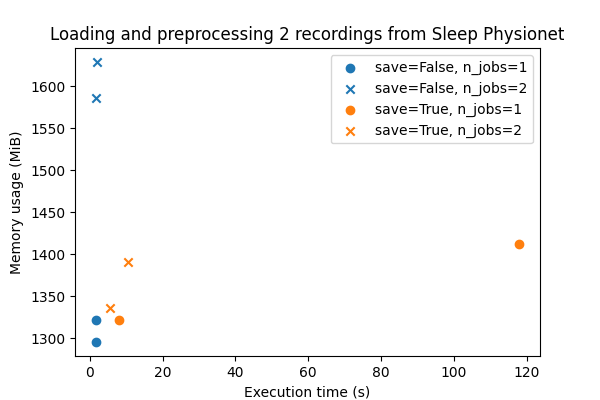 Loading and preprocessing 2 recordings from Sleep Physionet
save=False, n_jobs=1
save=False, n_jobs=2
save=True, n_jobs=1
save=True, n_jobs=2
Memory usage (MiB)
1600
1550
1500
1450
1400
1350
1300
0 20 40 60 80 100 120
Execution time (s)